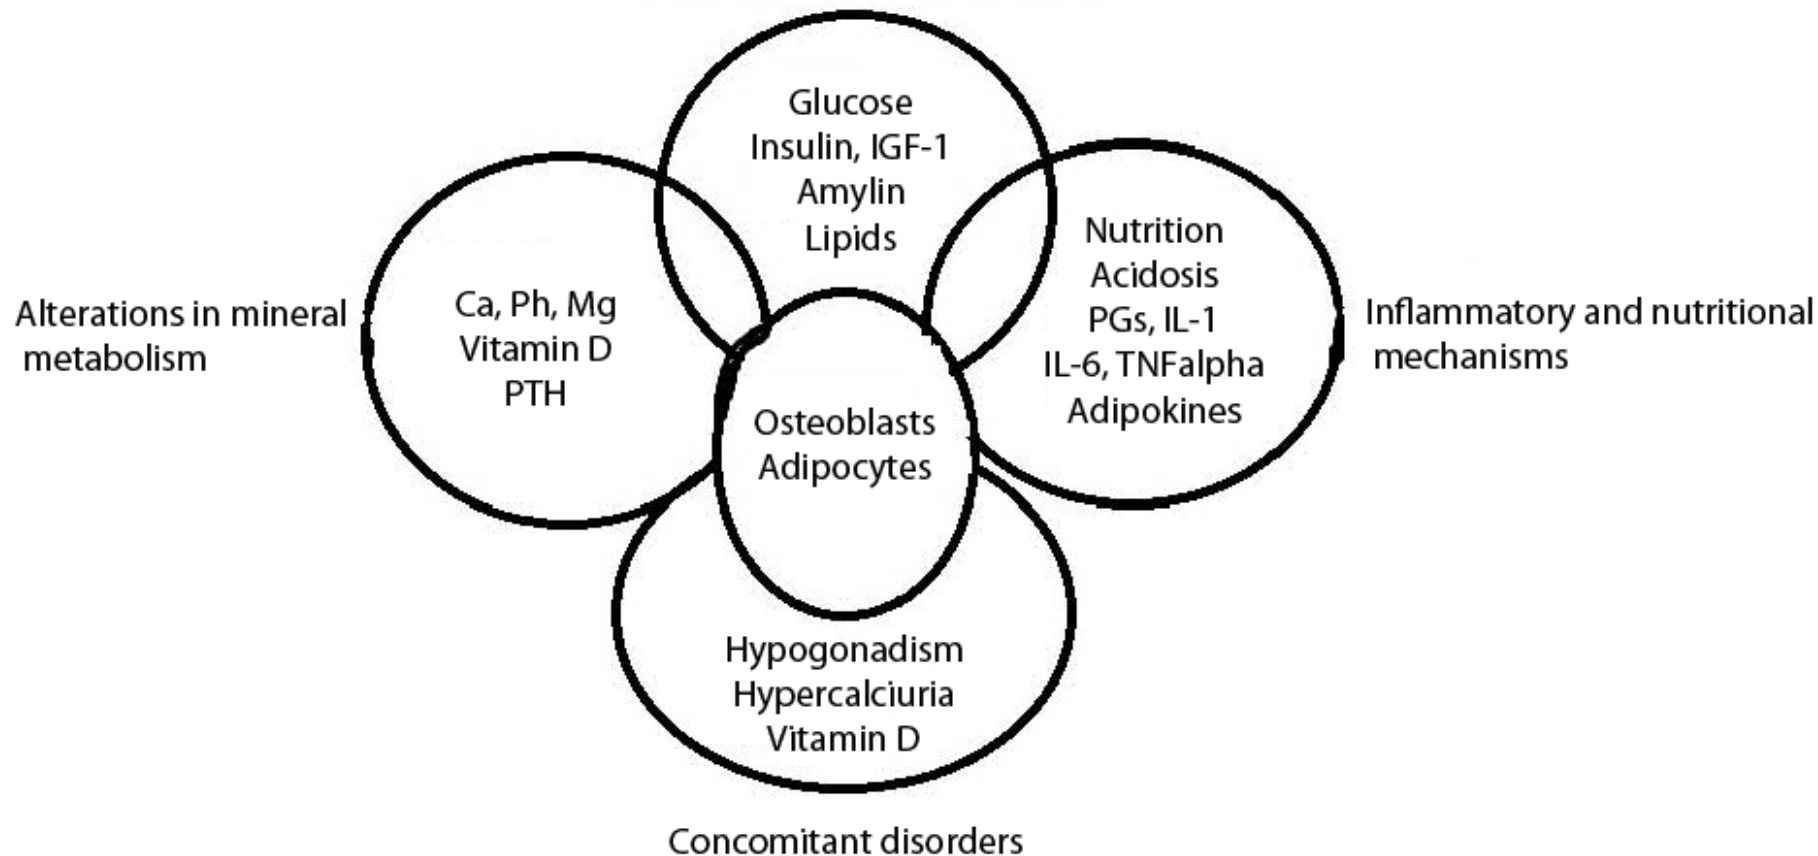 Glucose
Insulin, IGF-1
Amylin
Lipids
Alterations in mineral
metabolism
Ca, Ph, Mg
Vitamin D
PTH
Nutrition
Acidosis
PGs, IL-1
IL-6, TNFalpha
Adipokines
Inflammatory and nutritional
mechanisms
Osteoblasts
Adipocytes
Hypogonadism
Hypercalciuria
Vitamin D
Concomitant disorders